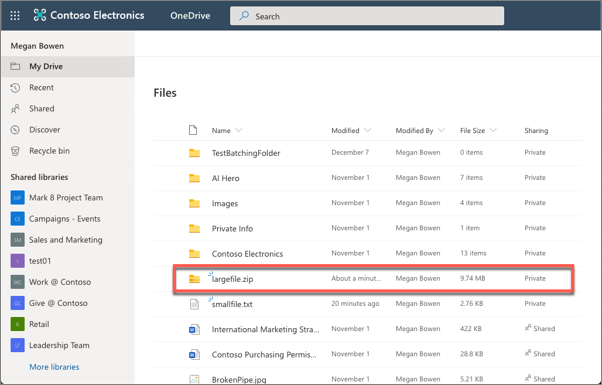 Contoso Electronics OneDrive Search
Megan Bowen
My Drive
Recent
Shared
Discover
Recycle bin
Shared libraries
MP Mark 8 Project Team
CE Campaigns - Events
SM Sales and Marketing
t test01
WC Work @ Contoso
GC Give @ Contoso
R Retail
LT Leadership Team
More libraries
Files
Name Modified Modified By File Size Sharing
TestBatchingFolder December 7 Megan Bowen 0 items Private
AI Hero November 1 Megan Bowen 7 items Private
Images November 1 Megan Bowen 4 items Private
Private Info November 1 Megan Bowen 1 item Private
Contoso Electronics November 1 Megan Bowen 13 items Private
largefile.zip About a minut... Megan Bowen 9.74 MB Private
smallfile.txt 20 minutes ago Megan Bowen 2.76 KB Private
International Marketing Stra... November 1 Megan Bowen 422 KB Shared
Contoso Purchasing Permis... November 1 Megan Bowen 28.8 KB Shared
BrokenPipe.jpg November 1 Megan Bowen 5.21 KB Shared